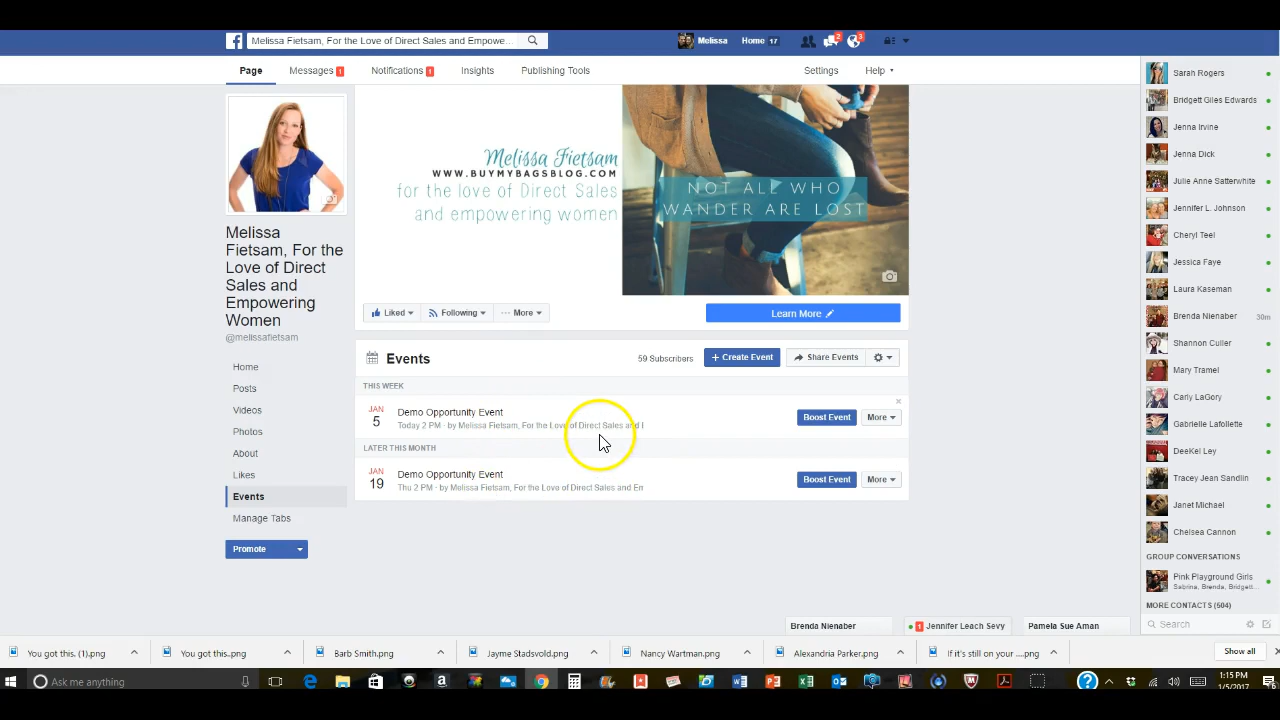 Melissa Fietsam, For the Love of Direct Sales and Empowe...
Melissa
Home 17
2
3
Page
Messages 1
Notifications 1
Insights
Publishing Tools
Settings
Help
Melissa Fietsam
WWW.BUYMYBAGSBLOG.COM
for the love of Direct Sales
and empowering women
NOT ALL WHO
WANDER ARE LOST
Melissa
Fietsam, For the
Love of Direct
Sales and
Empowering
Women
@melissafietsam
Liked
Following
More
Learn More
Home
Posts
Videos
Photos
About
Likes
Events
Manage Tabs
Promote
Events
59 Subscribers
+ Create Event
Share Events
THIS WEEK
JAN
5
Demo Opportunity Event
Today 2 PM · by Melissa Fietsam, For the Love of Direct Sales and
Boost Event
More
LATER THIS MONTH
JAN
19
Demo Opportunity Event
Thu 2 PM · by Melissa Fietsam, For the Love of Direct Sales and Em
Boost Event
More
Sarah Rogers
Bridgett Giles Edwards
Jenna Irvine
Jenna Dick
Julie Anne Satterwhite
Jennifer L. Johnson
Cheryl Teel
Jessica Faye
Laura Kaseman
Brenda Nienaber 30m
Shannon Culler
Mary Tramel
Carly LaGory
Gabrielle Lafollette
DeeKel Ley
Tracey Jean Sandlin
Janet Michael
Chelsea Cannon
GROUP CONVERSATIONS
Pink Playground Girls
Sabrina, Brenda, Bridgett...
MORE CONTACTS (504)
Search
Brenda Nienaber
1 Jennifer Leach Sevy
Pamela Sue Aman
You got this. (1).png
You got this..png
Barb Smith.png
Jayme Stadsvold.png
Nancy Wartman.png
Alexandria Parker.png
If it's still on your ....png
Show all
Ask me anything
1:15 PM
1/5/2017